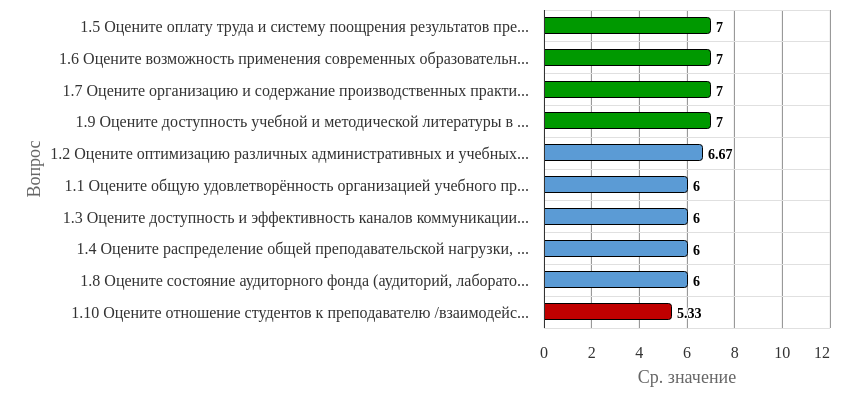 1.5 Оцените оплату труда и систему поощрения результатов пре... 7
1.6 Оцените возможность применения современных образовательн... 7
1.7 Оцените организацию и содержание производственных практи... 7
1.9 Оцените доступность учебной и методической литературы в ... 7
1.2 Оцените оптимизацию различных административных и учебных... 6.67
1.1 Оцените общую удовлетворённость организацией учебного пр... 6
1.3 Оцените доступность и эффективность каналов коммуникации... 6
1.4 Оцените распределение общей преподавательской нагрузки, ... 6
1.8 Оцените состояние аудиторного фонда (аудиторий, лаборато... 6
1.10 Оцените отношение студентов к преподавателю /взаимодейс... 5.33
Вопрос
0 2 4 6 8 10 12
Ср. значение